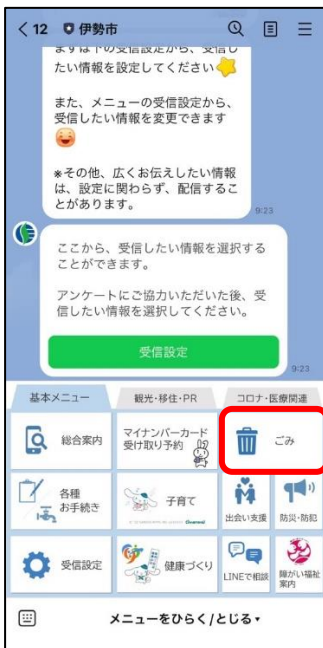 12 伊勢市
まずは下の受信設定から、受信し
たい情報を設定してください
また、メニューの受信設定から、
受信したい情報を変更できます
*その他、広くお伝えしたい情報
は、設定に関わらず、配信するこ
とがあります。
9:23
ここから、受信したい情報を選択する
ことができます。
アンケートにご協力いただいた後、受
信したい情報を選択してください。
受信設定
9:23
基本メニュー 観光・移住・PR コロナ・医療関連
総合案内
マイナンバーカード
受け取り予約
ごみ
各種
お手続き
子育て
出会い支援
防災・防犯
受信設定
健康づくり
LINEで相談
障がい福祉
案内
メニューをひらく/とじる▾